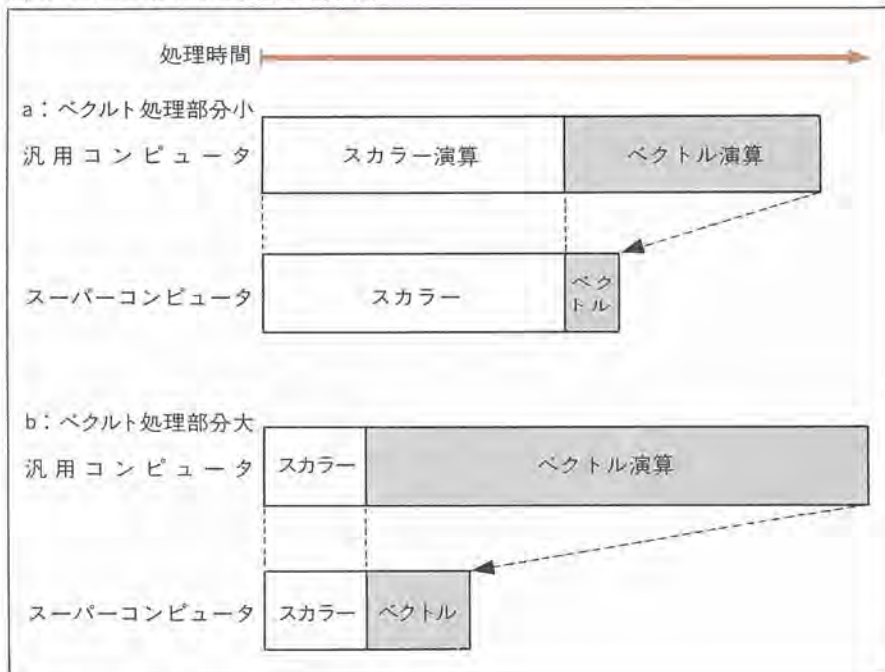 処理時間
a：ベクルト処理部分小
汎用コンピュータ
スカラー演算
ベクトル演算
スーパーコンピュータ
スカラー
ベク
トル
b：ベクルト処理部分大
汎用コンピュータ
スカラー
ベクトル演算
スーパーコンピュータ
スカラー
ベクトル